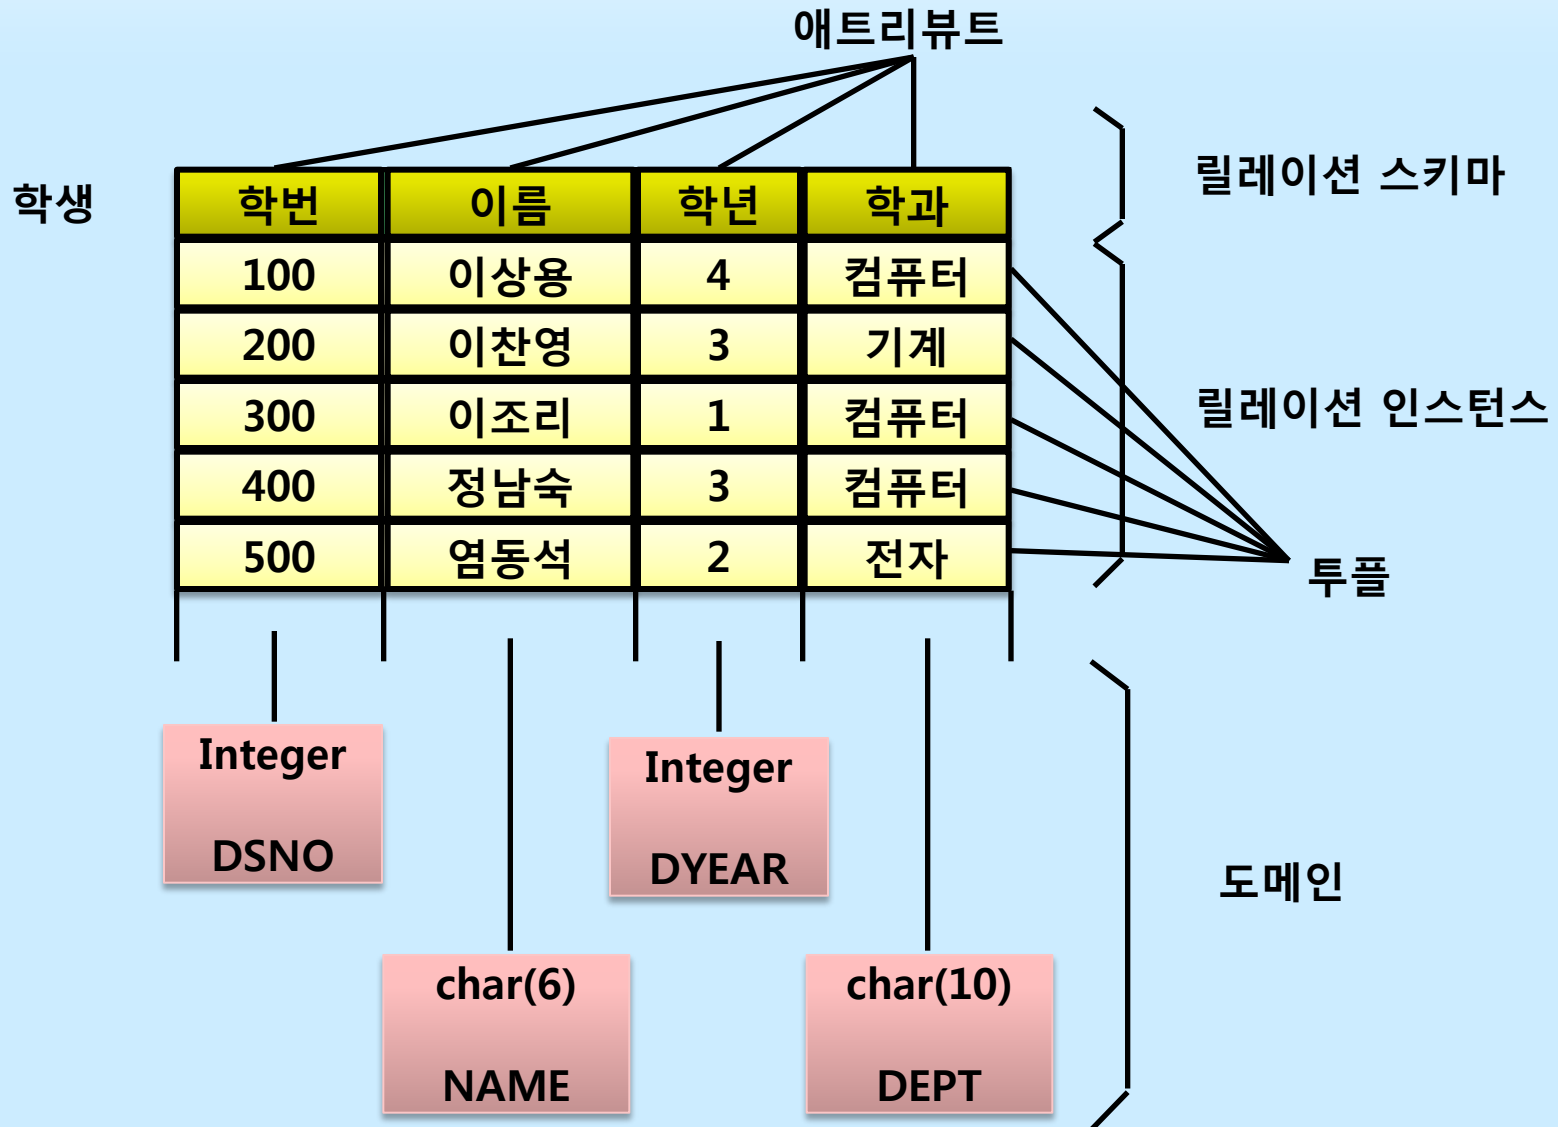 애트리뷰트
릴레이션 스키마
학생
학번 이름 학년 학과
100 이상용 4 컴퓨터
200 이찬영 3 기계
300 이조리 1 컴퓨터
400 정남숙 3 컴퓨터
500 염동석 2 전자
릴레이션 인스턴스
투플
Integer
DSNO
Integer
DYEAR
도메인
char(6)
NAME
char(10)
DEPT